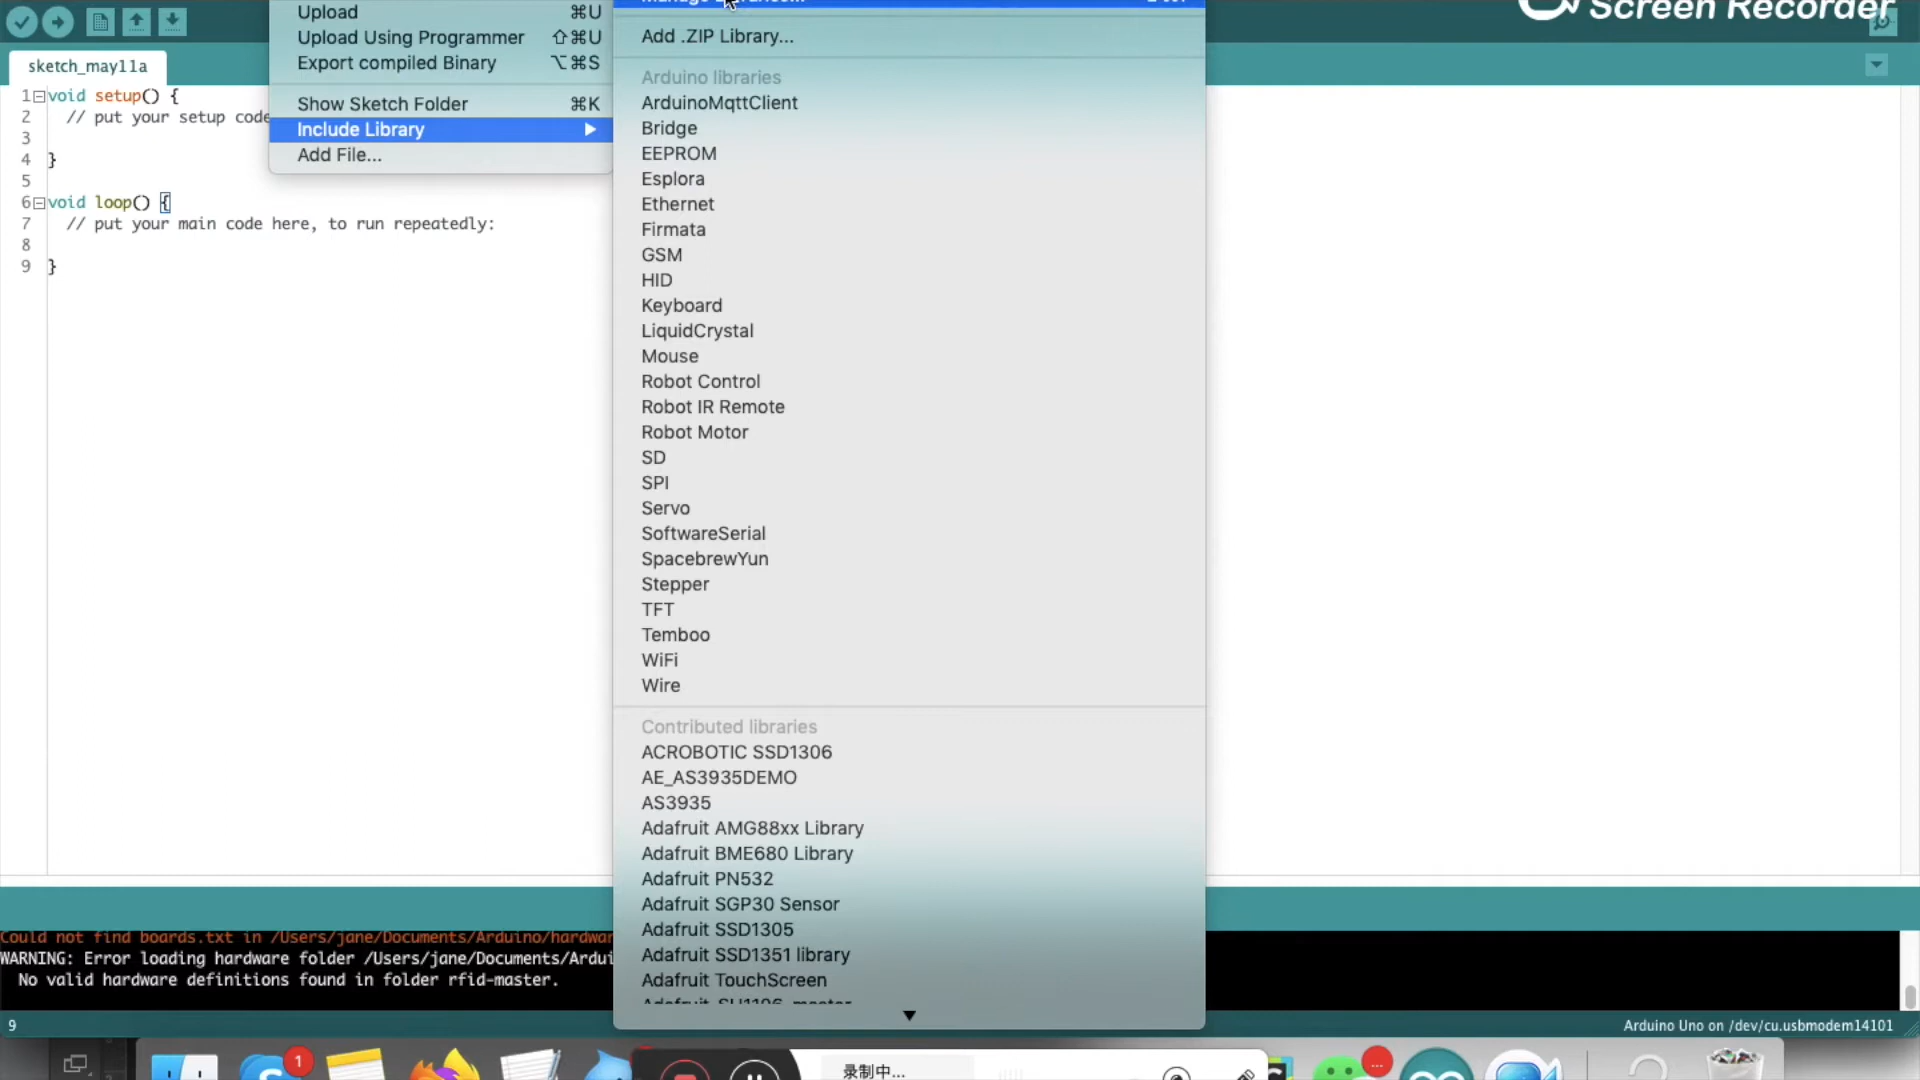 Screen Recorder
sketch_may11a
1 void setup() {
2 // put your setup code
3
4 }
5
6 void loop() {
7 // put your main code here, to run repeatedly:
8
9 }
Upload ⌘U
Upload Using Programmer ⇧⌘U
Export compiled Binary ⌥⌘S
Show Sketch Folder ⌘K
Include Library ▶
Add File...
Add .ZIP Library...
Arduino libraries
ArduinoMqttClient
Bridge
EEPROM
Esplora
Ethernet
Firmata
GSM
HID
Keyboard
LiquidCrystal
Mouse
Robot Control
Robot IR Remote
Robot Motor
SD
SPI
Servo
SoftwareSerial
SpacebrewYun
Stepper
TFT
Temboo
WiFi
Wire
Contributed libraries
ACROBOTIC SSD1306
AE_AS3935DEMO
AS3935
Adafruit AMG88xx Library
Adafruit BME680 Library
Adafruit PN532
Adafruit SGP30 Sensor
Adafruit SSD1305
Adafruit SSD1351 library
Adafruit TouchScreen
Could not find boards.txt in /Users/jane/Documents/Arduino/hardwar
WARNING: Error loading hardware folder /Users/jane/Documents/Ardui
No valid hardware definitions found in folder rfid-master.
9
Arduino Uno on /dev/cu.usbmodem14101
1
录制中...
...